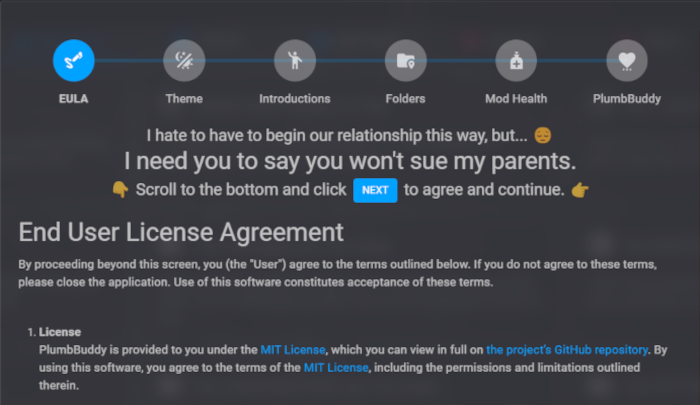 EULA Theme Introductions Folders Mod Health PlumbBuddy
I hate to have to begin our relationship this way, but... 😔
I need you to say you won't sue my parents.
👇 Scroll to the bottom and click NEXT to agree and continue. 👉
End User License Agreement
By proceeding beyond this screen, you (the "User") agree to the terms outlined below. If you do not agree to these terms,
please close the application. Use of this software constitutes acceptance of these terms.
1. License
PlumbBuddy is provided to you under the MIT License, which you can view in full on the project's GitHub repository. By
using this software, you agree to the terms of the MIT License, including the permissions and limitations outlined
therein.